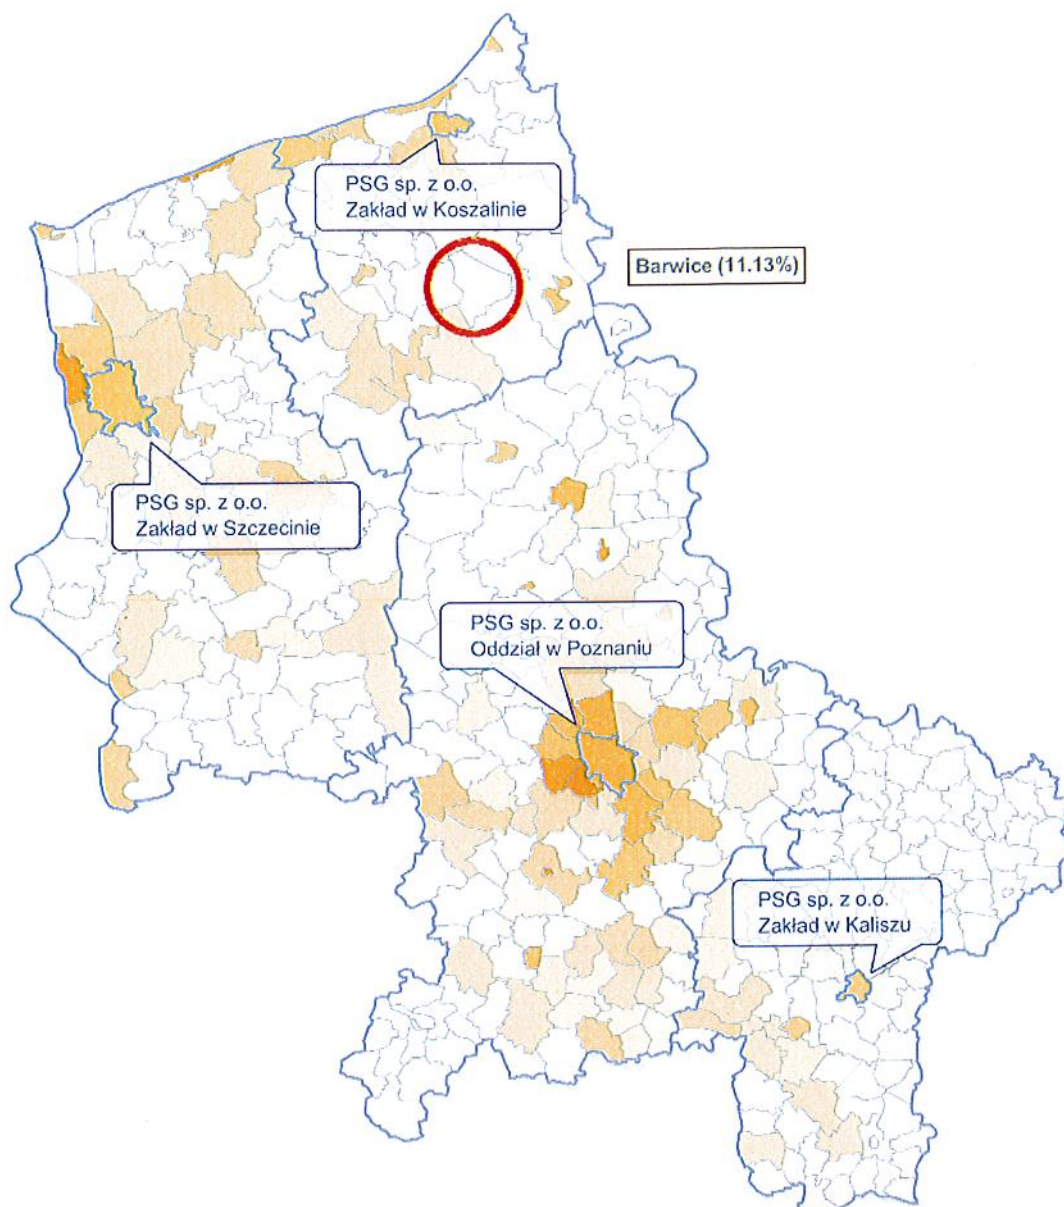 PSG sp. z o.o.
Zakład w Koszalinie
Barwice (11.13%)
PSG sp. z o.o.
Zakład w Szczecinie
PSG sp. z o.o.
Oddział w Poznaniu
PSG sp. z o.o.
Zakład w Kaliszu